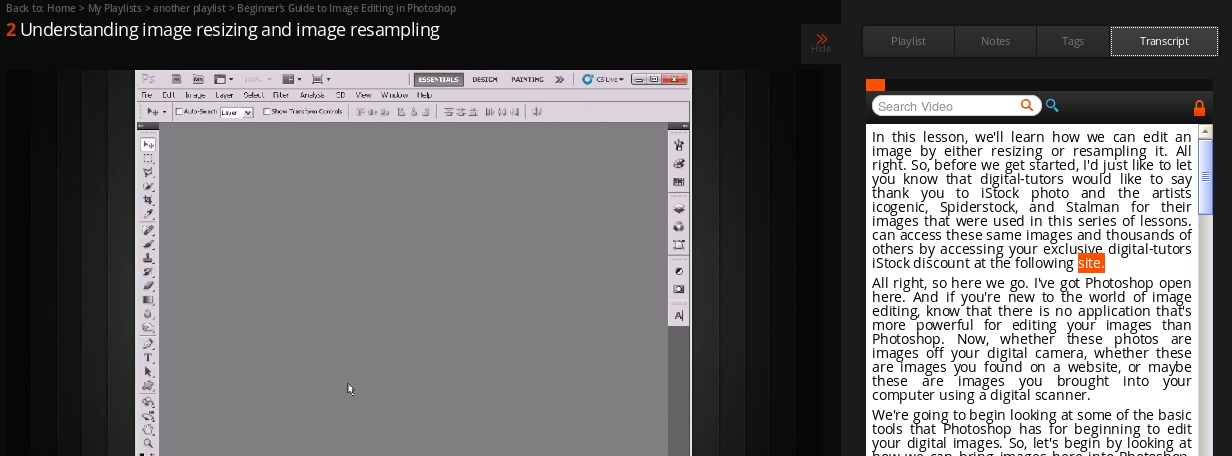 Back to: Home > My Playlists > another playlist > Beginner's Guide to Image Editing in Photoshop
2 Understanding image resizing and image resampling
Hide
Playlist Notes Tags Transcript
Ps ESSENTIALS DESIGN PAINTING CS Live
File Edit Image Layer Select Filter Analysis 3D View Window Help
Auto-Select: Layer Show Transform Controls
Search Video
In this lesson, we'll learn how we can edit an
image by either resizing or resampling it. All
right. So, before we get started, I'd just like to let
you know that digital-tutors would like to say
thank you to iStock photo and the artists
icogenic, Spiderstock, and Stalman for their
images that were used in this series of lessons.
can access these same images and thousands of
others by accessing your exclusive digital-tutors
iStock discount at the following site.
All right, so here we go. I've got Photoshop open
here. And if you're new to the world of image
editing, know that there is no application that's
more powerful for editing your images than
Photoshop. Now, whether these photos are
images off your digital camera, whether these
are images you found on a website, or maybe
these are images you brought into your
computer using a digital scanner.
We're going to begin looking at some of the basic
tools that Photoshop has for beginning to edit
your digital images. So, let's begin by looking at
how we can bring images here into Photoshop.